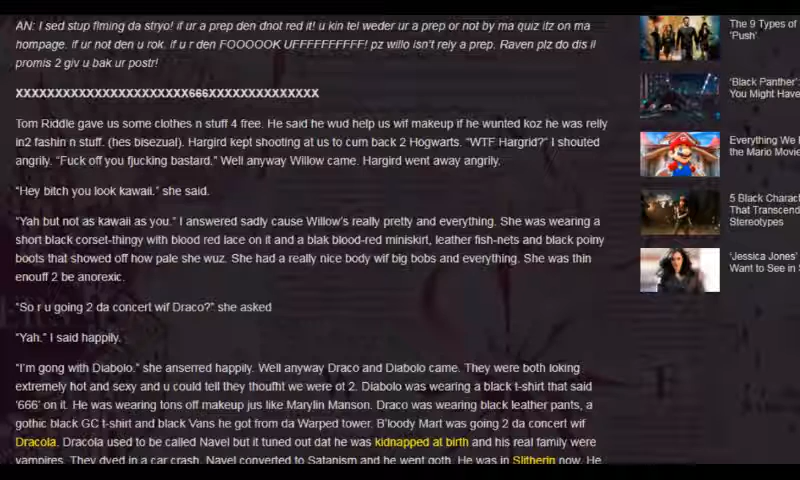 AN: I sed stup flming da stryo! if ur a prep den dnot red it! u kin tel weder ur a prep or not by ma quiz itz on ma
hompage. if ur not den u rok. if u r den FOOOOOK UFFFFFFFFFF! pz willo isn't rely a prep. Raven plz do dis il
promis 2 giv u bak ur postr!
XXXXXXXXXXXXXXXXXXXXXX666XXXXXXXXXXXXXX
Tom Riddle gave us some clothes n stuff 4 free. He said he wud help us wif makeup if he wunted koz he was relly
in2 fashin n stuff. (hes bisezual). Hargird kept shooting at us to cum back 2 Hogwarts. "WTF Hargrid?" I shouted
angrily. "Fuck off you fjucking bastard." Well anyway Willow came. Hargird went away angrily.
"Hey bitch you look kawaii." she said.
"Yah but not as kawaii as you." I answered sadly cause Willow's really pretty and everything. She was wearing a
short black corset-thingy with blood red lace on it and a blak blood-red miniskirt, leather fish-nets and black poiny
boots that showed off how pale she wuz. She had a really nice body wif big bobs and everything. She was thin
enouff 2 be anorexic.
"So r u going 2 da concert wif Draco?" she asked
"Yah." I said happily.
"I'm gong with Diabolo." she anserred happily. Well anyway Draco and Diabolo came. They were both loking
extremely hot and sexy and u could tell they thoufht we were ot 2. Diabolo was wearing a black t-shirt that said
'666' on it. He was wearing tons off makeup jus like Marylin Manson. Draco was wearing black leather pants, a
gothic black GC t-shirt and black Vans he got from da Warped tower. B'loody Mart was going 2 da concert wif
Dracola. Dracola used to be called Navel but it tuned out dat he was kidnapped at birth and his real family were
vampires. They dyed in a car crash. Navel converted to Satanism and he went goth. He was in Slitherin now. He
The 9 Types of
'Push'
'Black Panther':
You Might Have
Everything We
the Mario Movie
5 Black Charac
That Transcend
Stereotypes
'Jessica Jones'
Want to See in